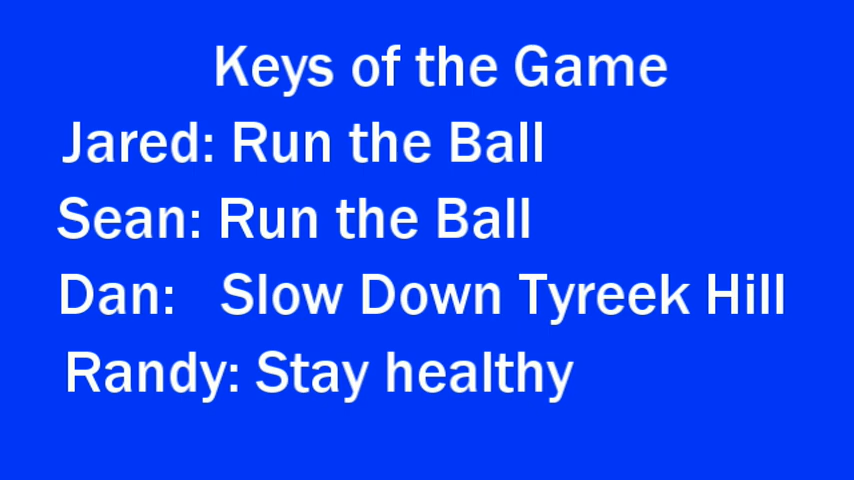 Keys of the Game
Jared: Run the Ball
Sean: Run the Ball
Dan: Slow Down Tyreek Hill
Randy: Stay healthy